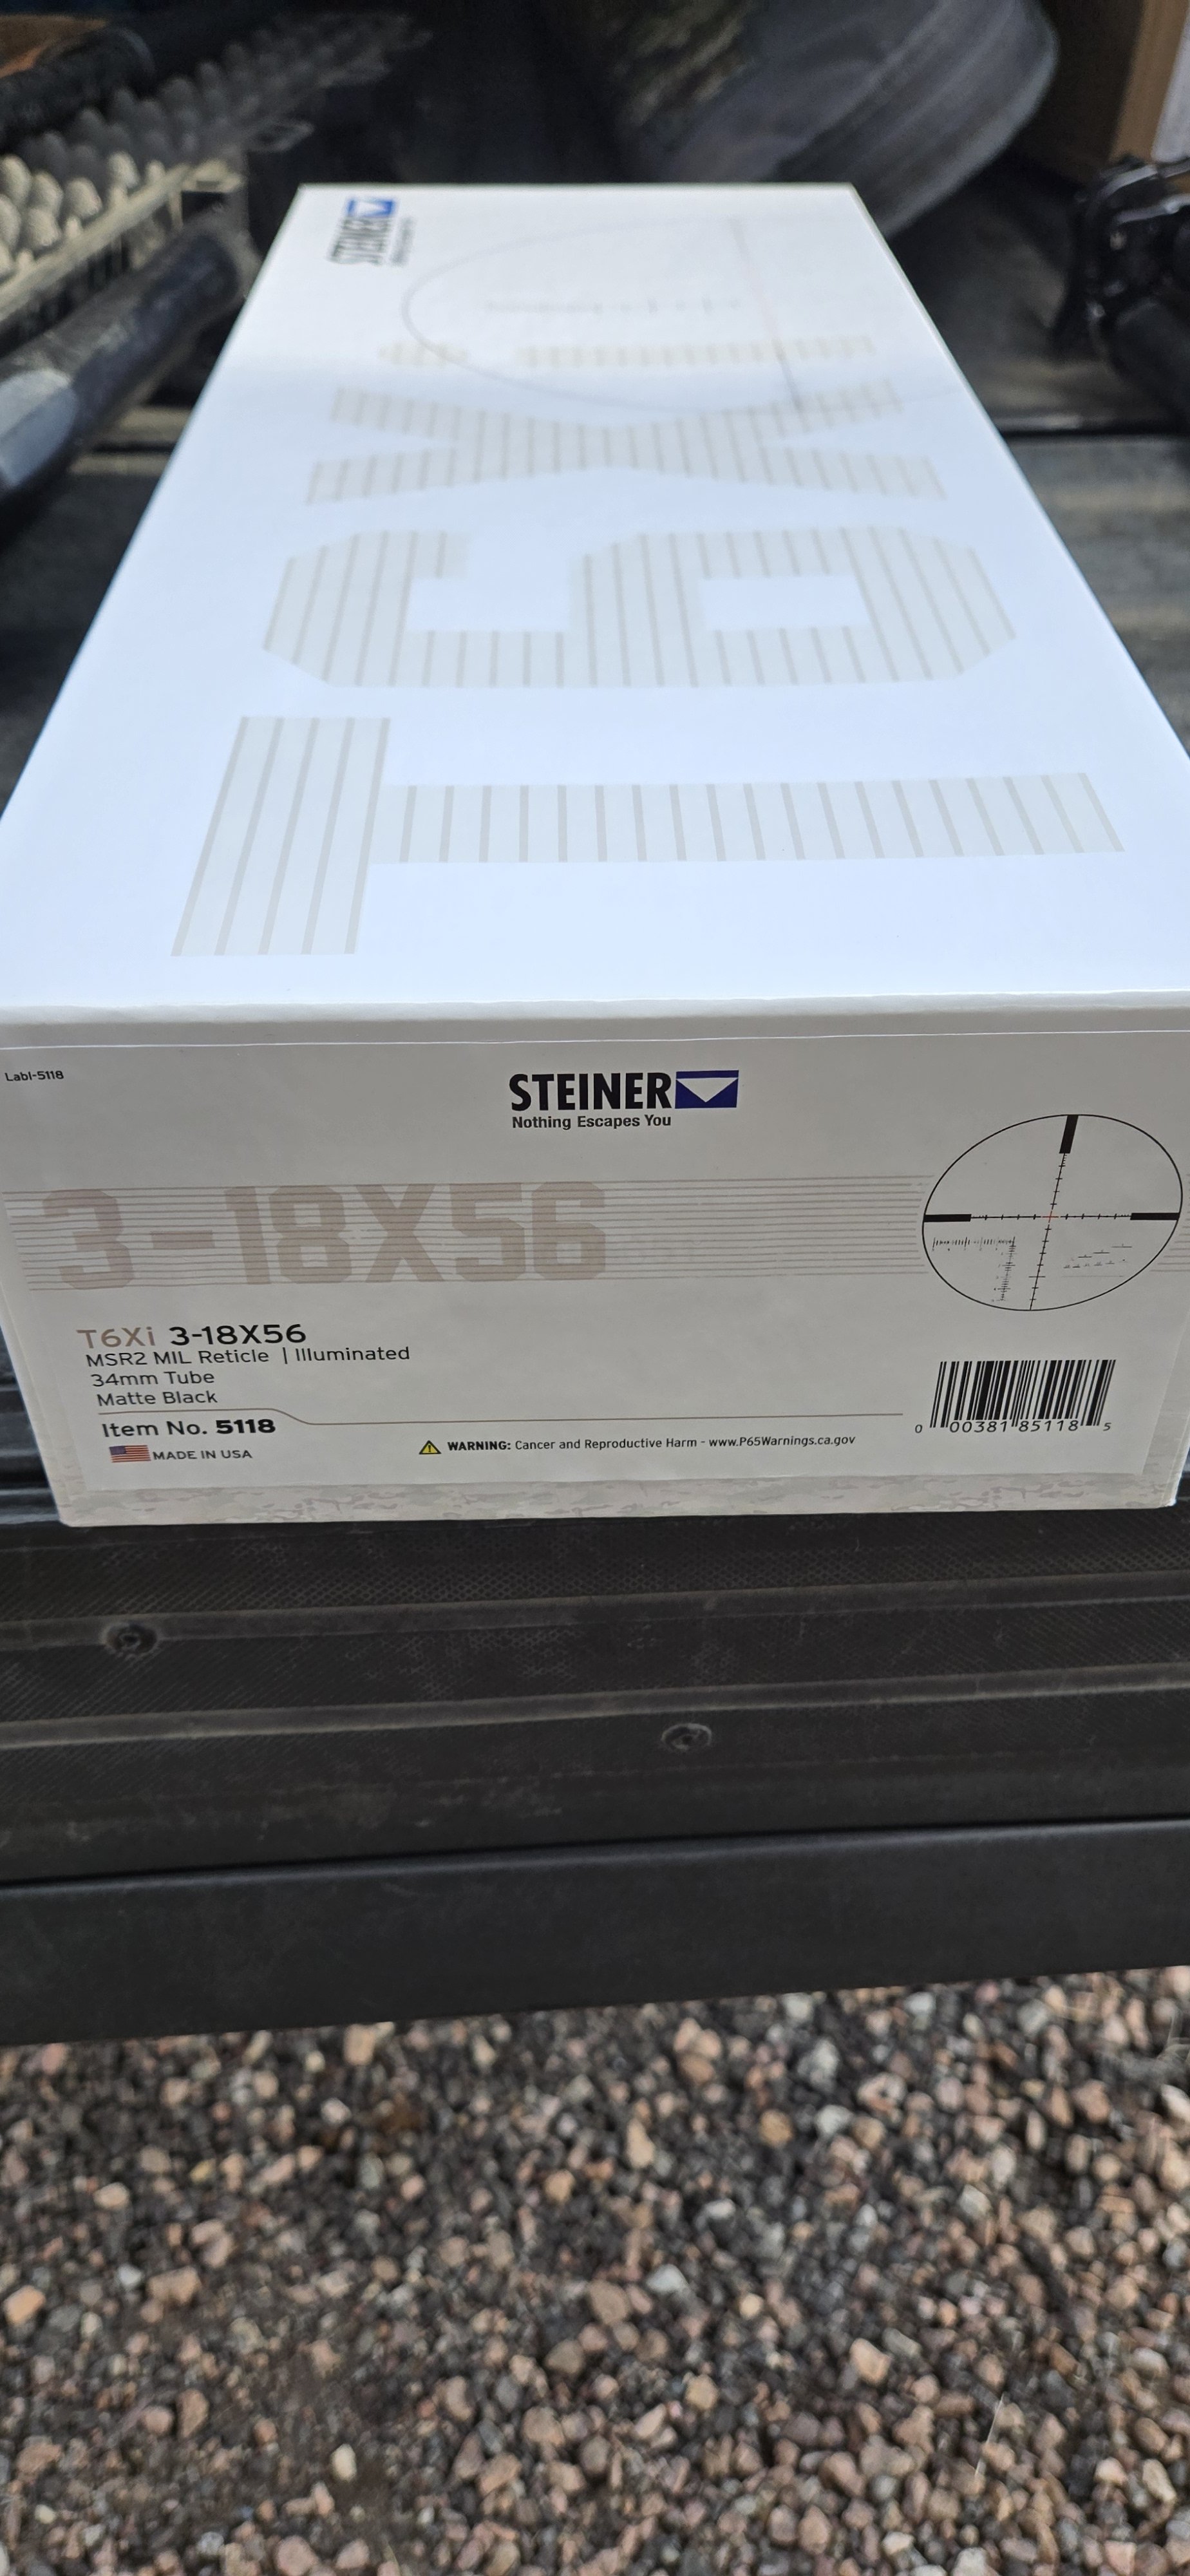 STEINER
T6Xi
Labl-5118
STEINER
Nothing Escapes You
3-18X56
T6Xi 3-18X56
MSR2 MIL Reticle | Illuminated
34mm Tube
Matte Black
Item No. 5118
MADE IN USA
WARNING: Cancer and Reproductive Harm - www.P65Warnings.ca.gov
0 00381 85118 5